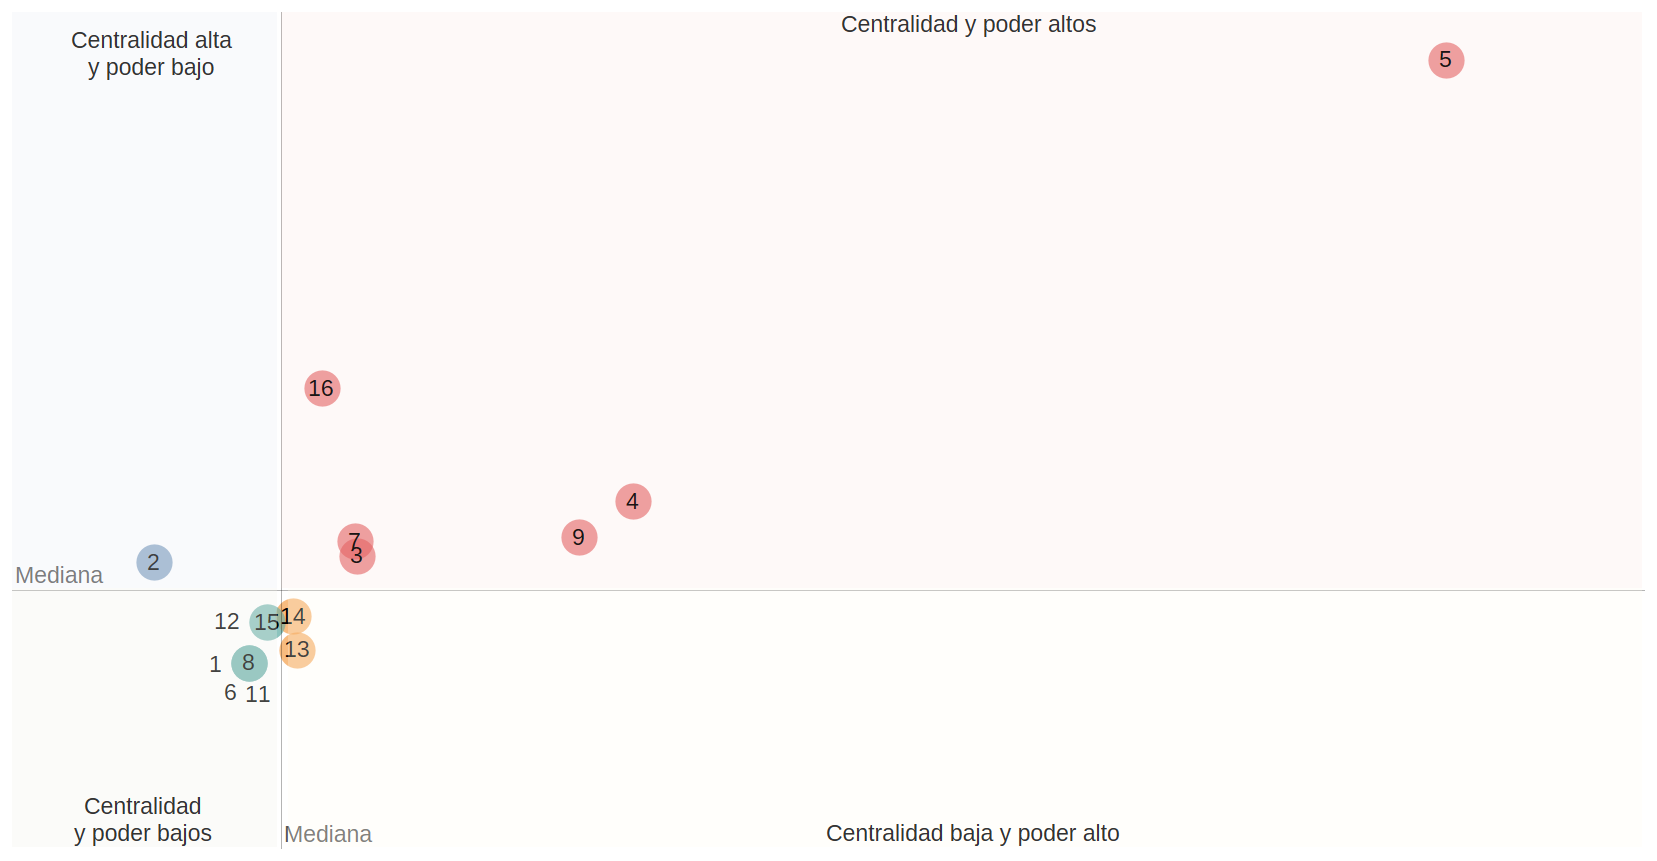 Centralidad y poder altos
Centralidad alta
y poder bajo
5
16
4
9
7
3
2
Mediana
12
15
14
13
1
8
6
11
Centralidad
y poder bajos
Mediana
Centralidad baja y poder alto